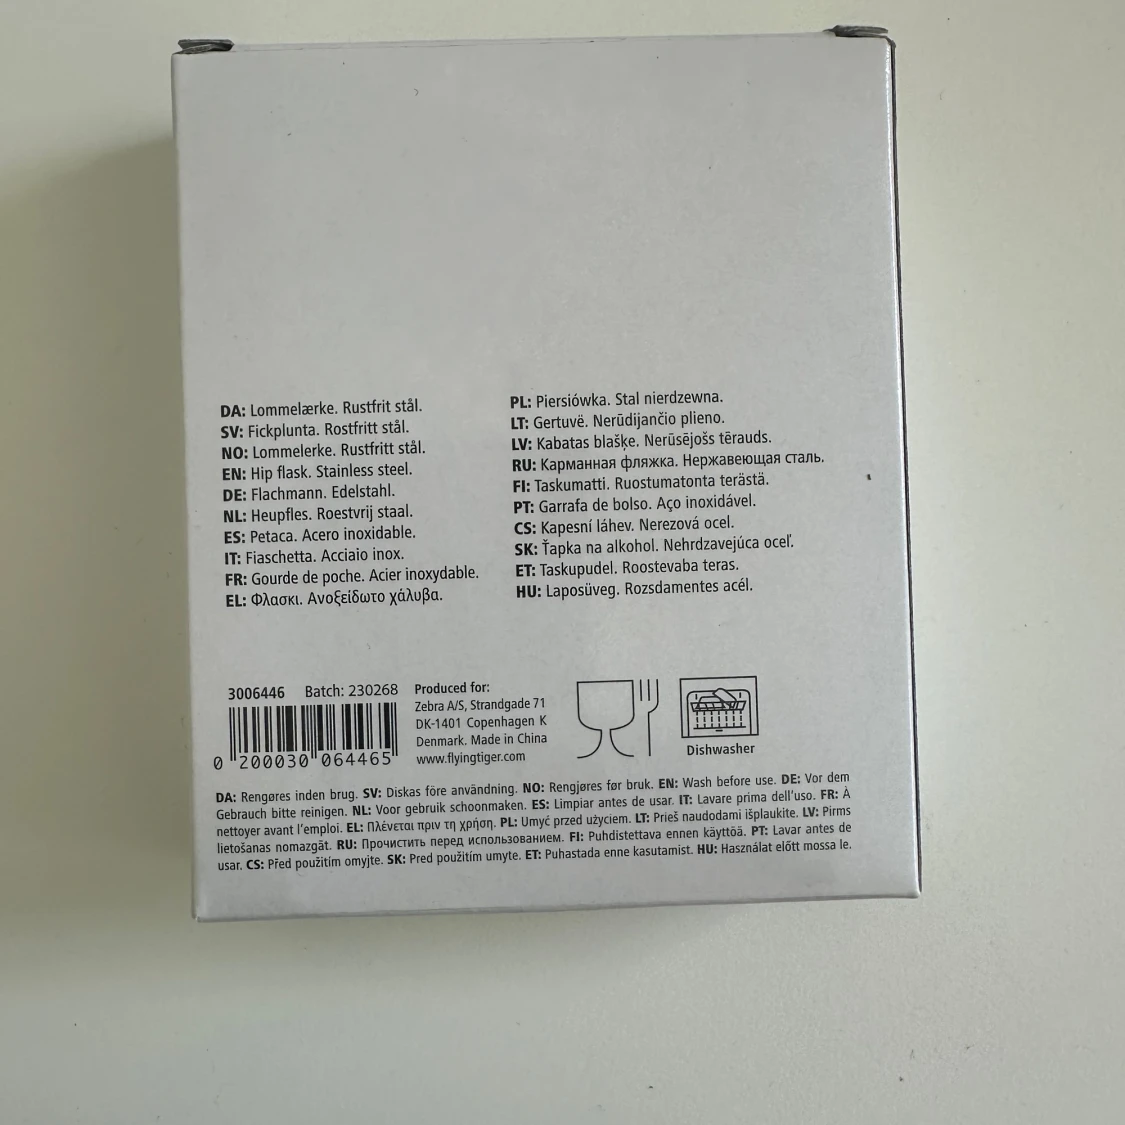 DA: Lommelærke. Rustfrit stål.
SV: Fickplunta. Rostfritt stål.
NO: Lommelerke. Rustfritt stål.
EN: Hip flask. Stainless steel.
DE: Flachmann. Edelstahl.
NL: Heupfles. Roestvrij staal.
ES: Petaca. Acero inoxidable.
IT: Fiaschetta. Acciaio inox.
FR: Gourde de poche. Acier inoxydable.
EL: Φλασκι. Ανοξείδωτο χάλυβα.
PL: Piersiówka. Stal nierdzewna.
LT: Gertuvė. Nerūdijančio plieno.
LV: Kabatas blašķe. Nerūsējošs tērauds.
RU: Карманная фляжка. Нержавеющая сталь.
FI: Taskumatti. Ruostumatonta terästä.
PT: Garrafa de bolso. Aço inoxidável.
CS: Kapesní láhev. Nerezová ocel.
SK: Ťapka na alkohol. Nehrdzavejúca oceľ.
ET: Taskupudel. Roostevaba teras.
HU: Laposüveg. Rozsdamentes acél.
3006446 Batch: 230268
0 200030 064465
Produced for:
Zebra A/S, Strandgade 71
DK-1401 Copenhagen K
Denmark. Made in China
www.flyingtiger.com
Dishwasher
DA: Rengøres inden brug. SV: Diskas före användning. NO: Rengjøres før bruk. EN: Wash before use. DE: Vor dem
Gebrauch bitte reinigen. NL: Voor gebruik schoonmaken. ES: Limpiar antes de usar. IT: Lavare prima dell'uso. FR: À
nettoyer avant l'emploi. EL: Πλένεται πριν τη χρήση. PL: Umyć przed użyciem. LT: Prieš naudodami išplaukite. LV: Pirms
lietošanas nomazgāt. RU: Прочистить перед использованием. FI: Puhdistettava ennen käyttöä. PT: Lavar antes de
usar. CS: Před použitím omyjte. SK: Pred použitím umyte. ET: Puhastada enne kasutamist. HU: Használat előtt mossa le.